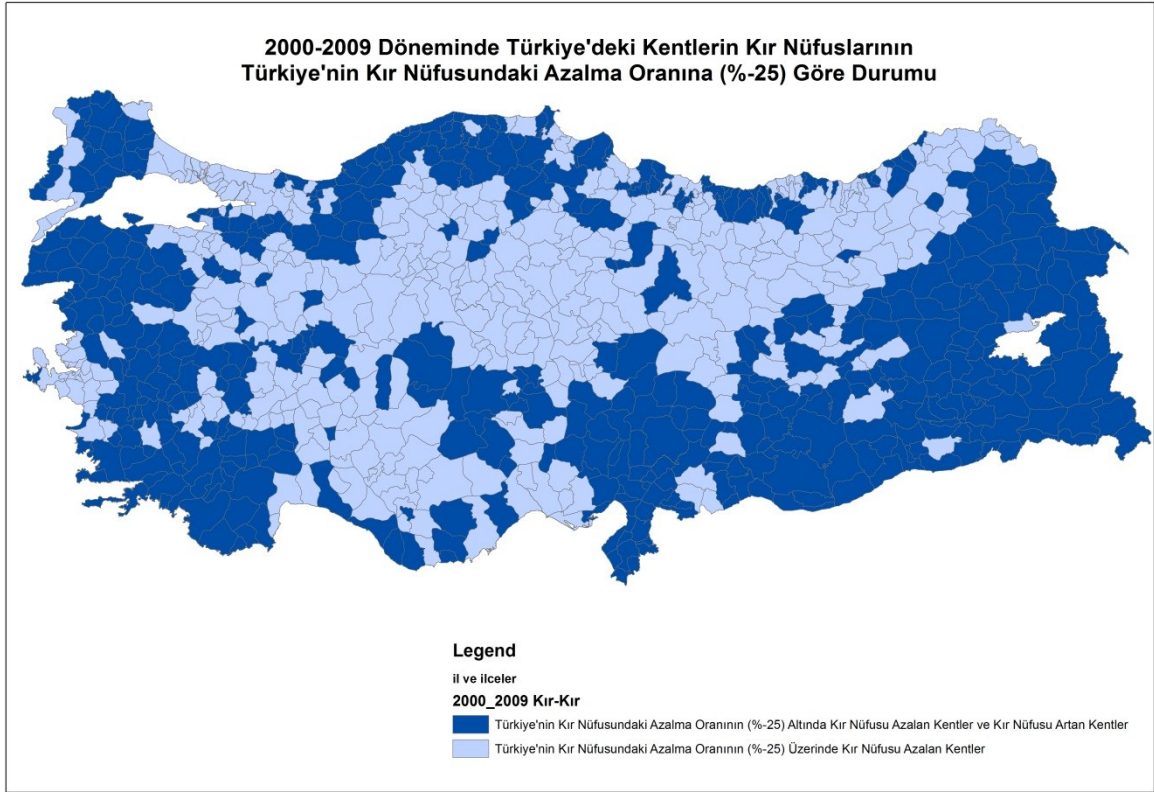 2000-2009 Döneminde Türkiye'deki Kentlerin Kır Nüfuslarının
Türkiye'nin Kır Nüfusundaki Azalma Oranına (%-25) Göre Durumu
Legend
il ve ilceler
2000_2009 Kır-Kır
Türkiye'nin Kır Nüfusundaki Azalma Oranının (%-25) Altında Kır Nüfusu Azalan Kentler ve Kır Nüfusu Artan Kentler
Türkiye'nin Kır Nüfusundaki Azalma Oranının (%-25) Üzerinde Kır Nüfusu Azalan Kentler